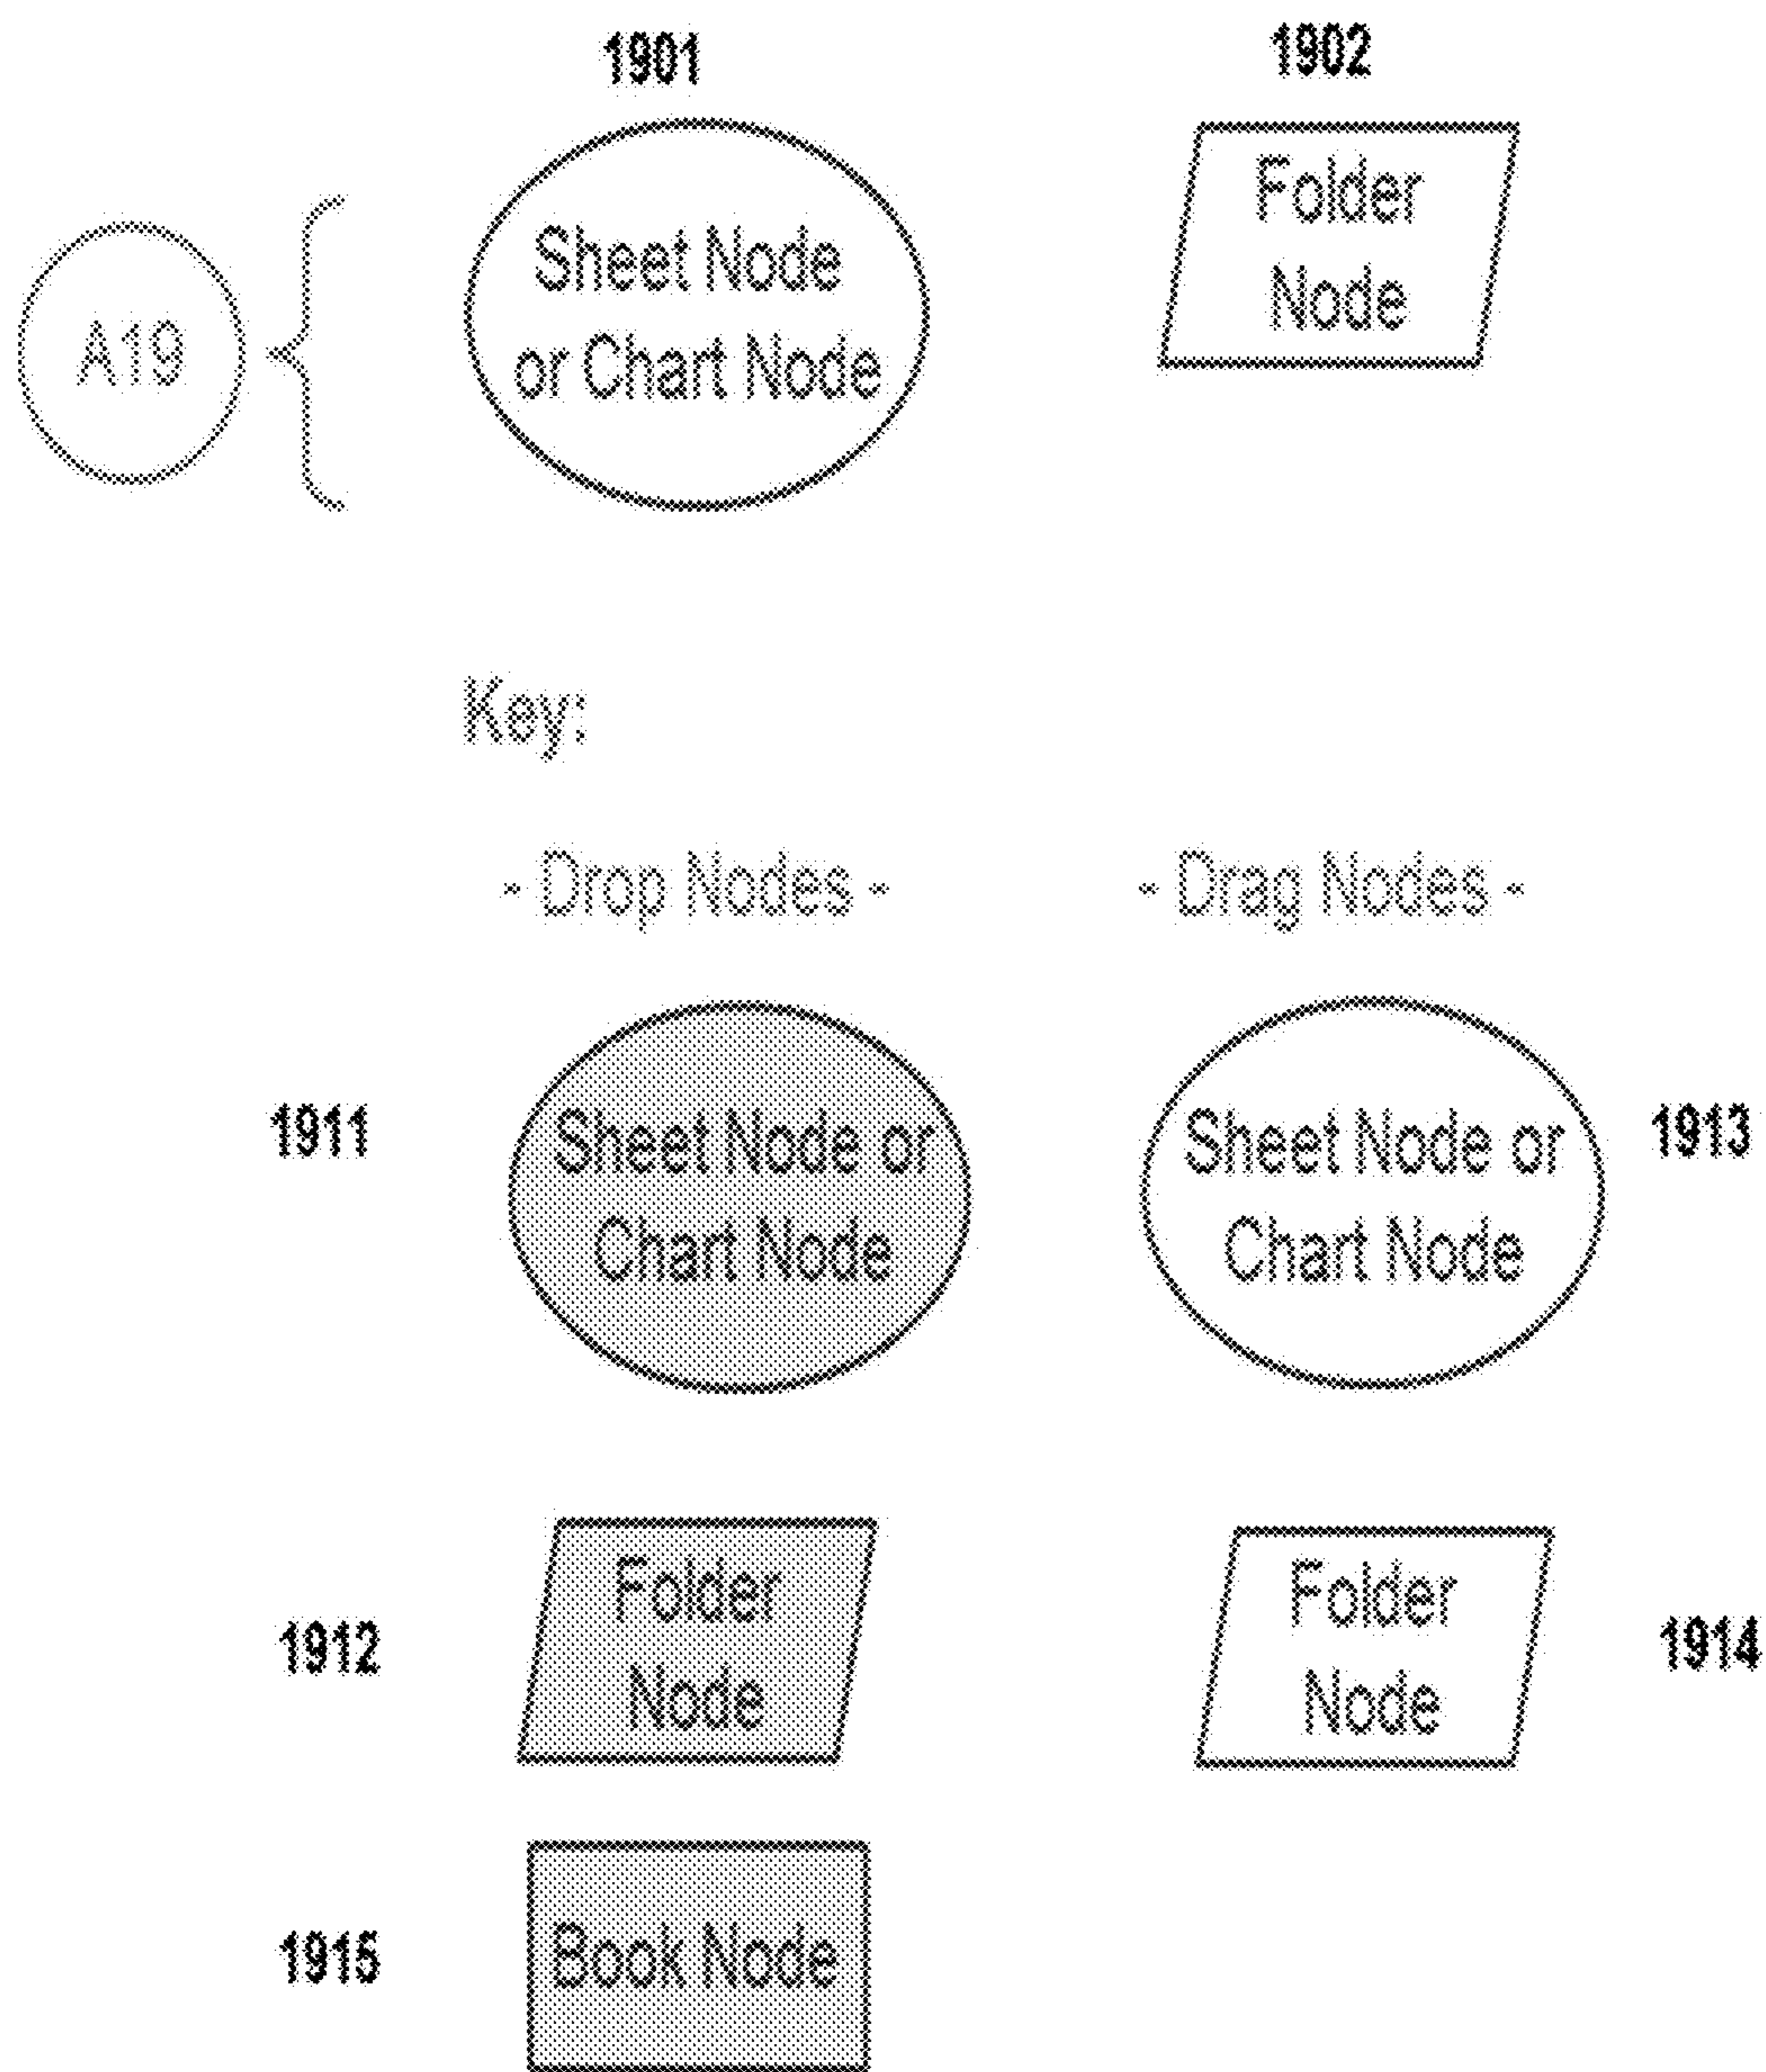 1901
1902
A19
Sheet Node
or Chart Node
Folder
Node
Key:
- Drop Nodes -
- Drag Nodes -
1911
Sheet Node or
Chart Node
Sheet Node or
Chart Node
1913
1912
Folder
Node
Folder
Node
1914
1915
Book Node